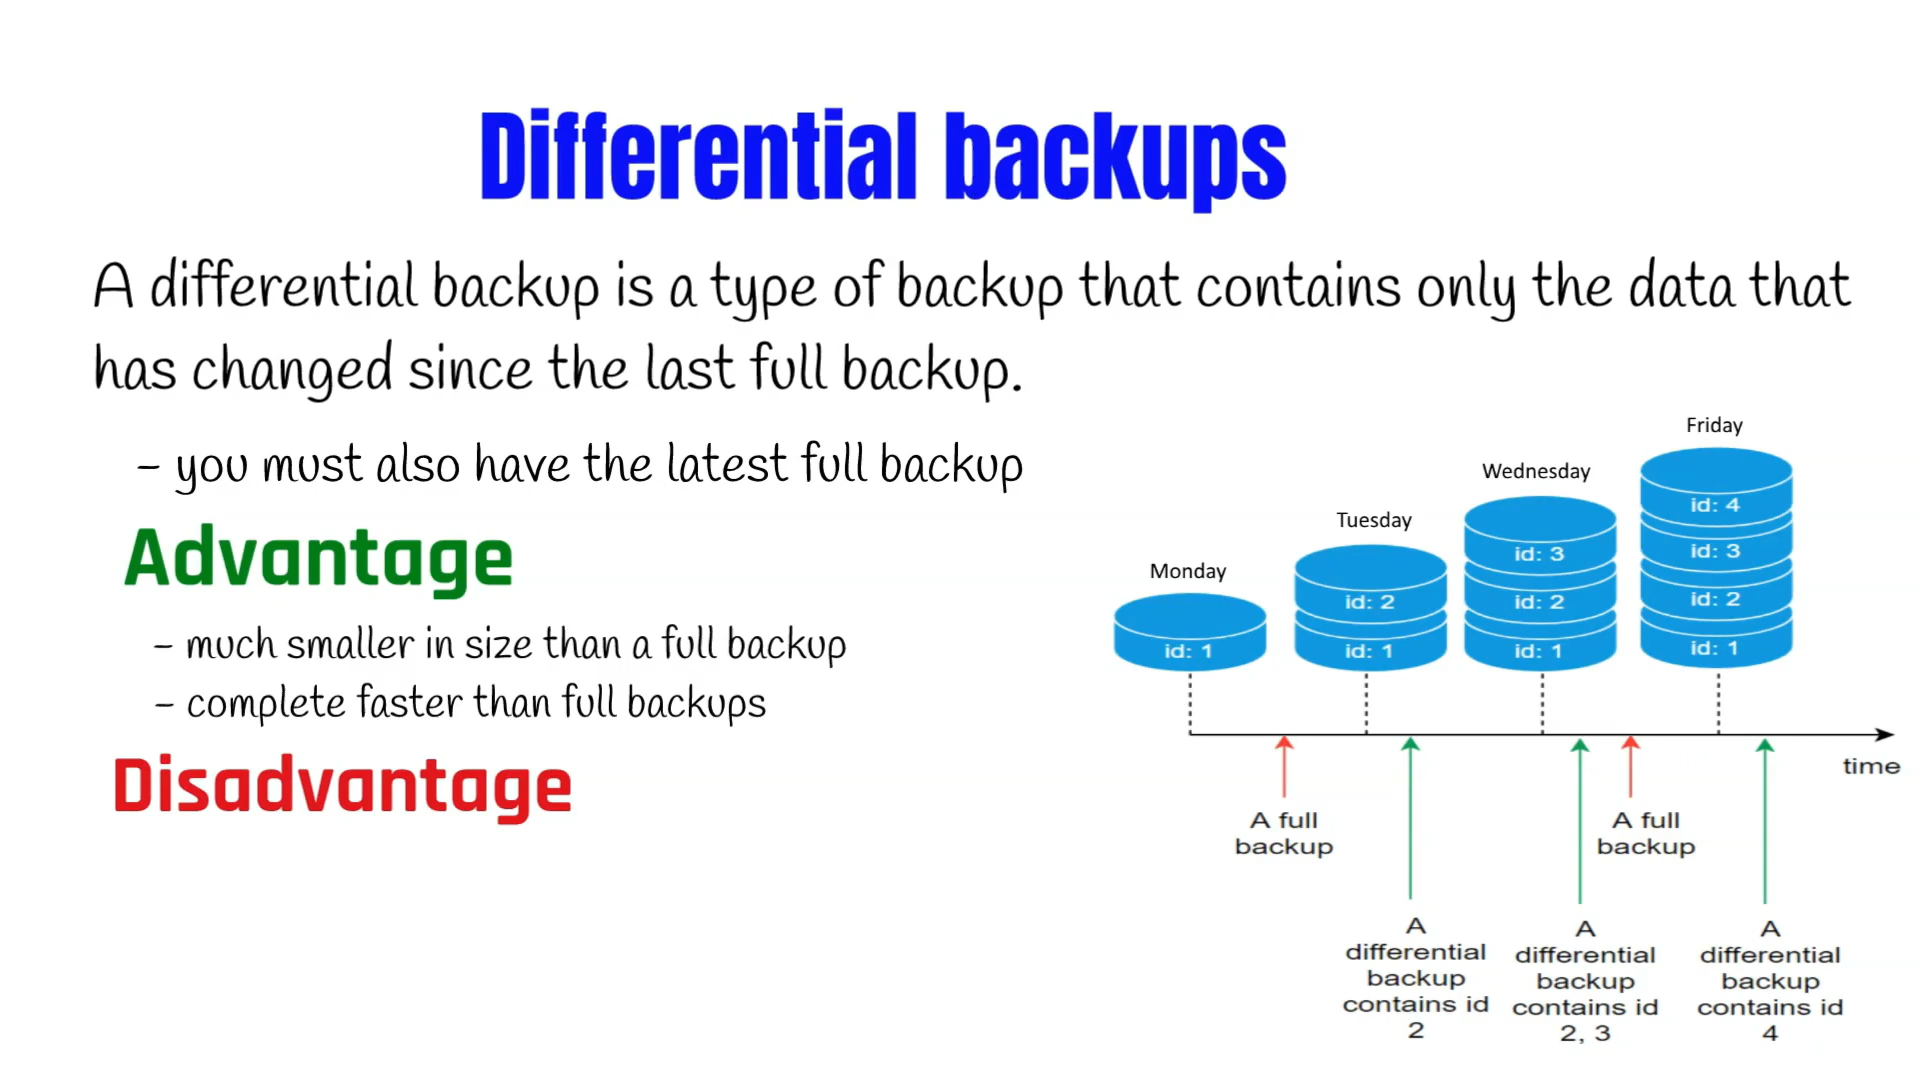 Differential backups
A differential backup is a type of backup that contains only the data that
has changed since the last full backup.
- you must also have the latest full backup
Advantage
- much smaller in size than a full backup
- complete faster than full backups
Disadvantage
Monday
id: 1
Tuesday
id: 2
id: 1
Wednesday
id: 3
id: 2
id: 1
Friday
id: 4
id: 3
id: 2
id: 1
time
A full
backup
A full
backup
A
differential
backup
contains id
2
A
differential
backup
contains id
2, 3
A
differential
backup
contains id
4